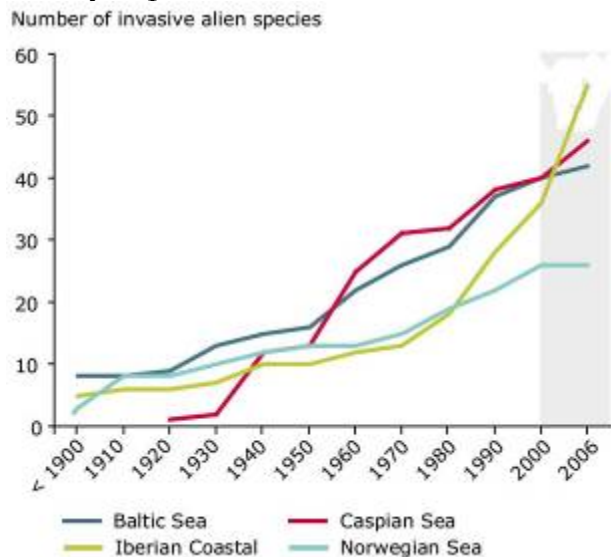 Number of invasive alien species
60
50
40
30
20
10
0
< 1900 1910 1920 1930 1940 1950 1960 1970 1980 1990 2000 2006
Baltic Sea Caspian Sea
Iberian Coastal Norwegian Sea